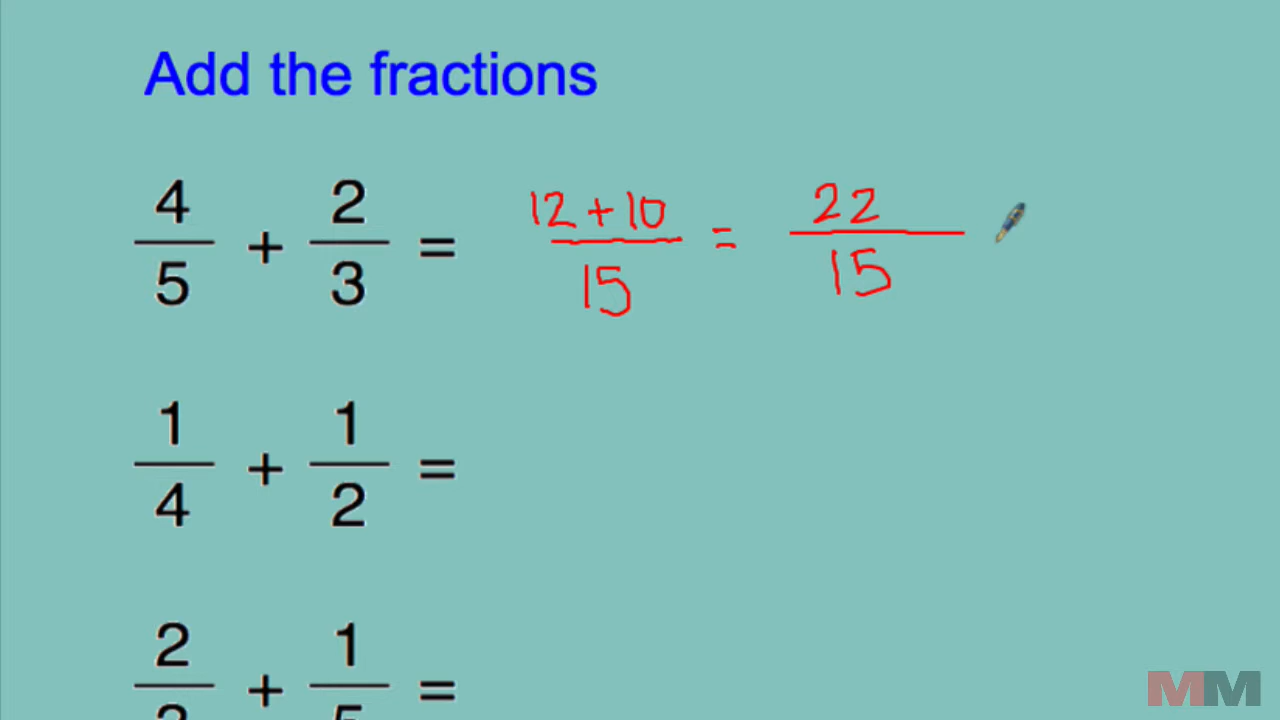 Add the fractions
4/5 + 2/3 = 12+10/15 = 22/15
1/4 + 1/2 =
2/ + 1/ =
MM